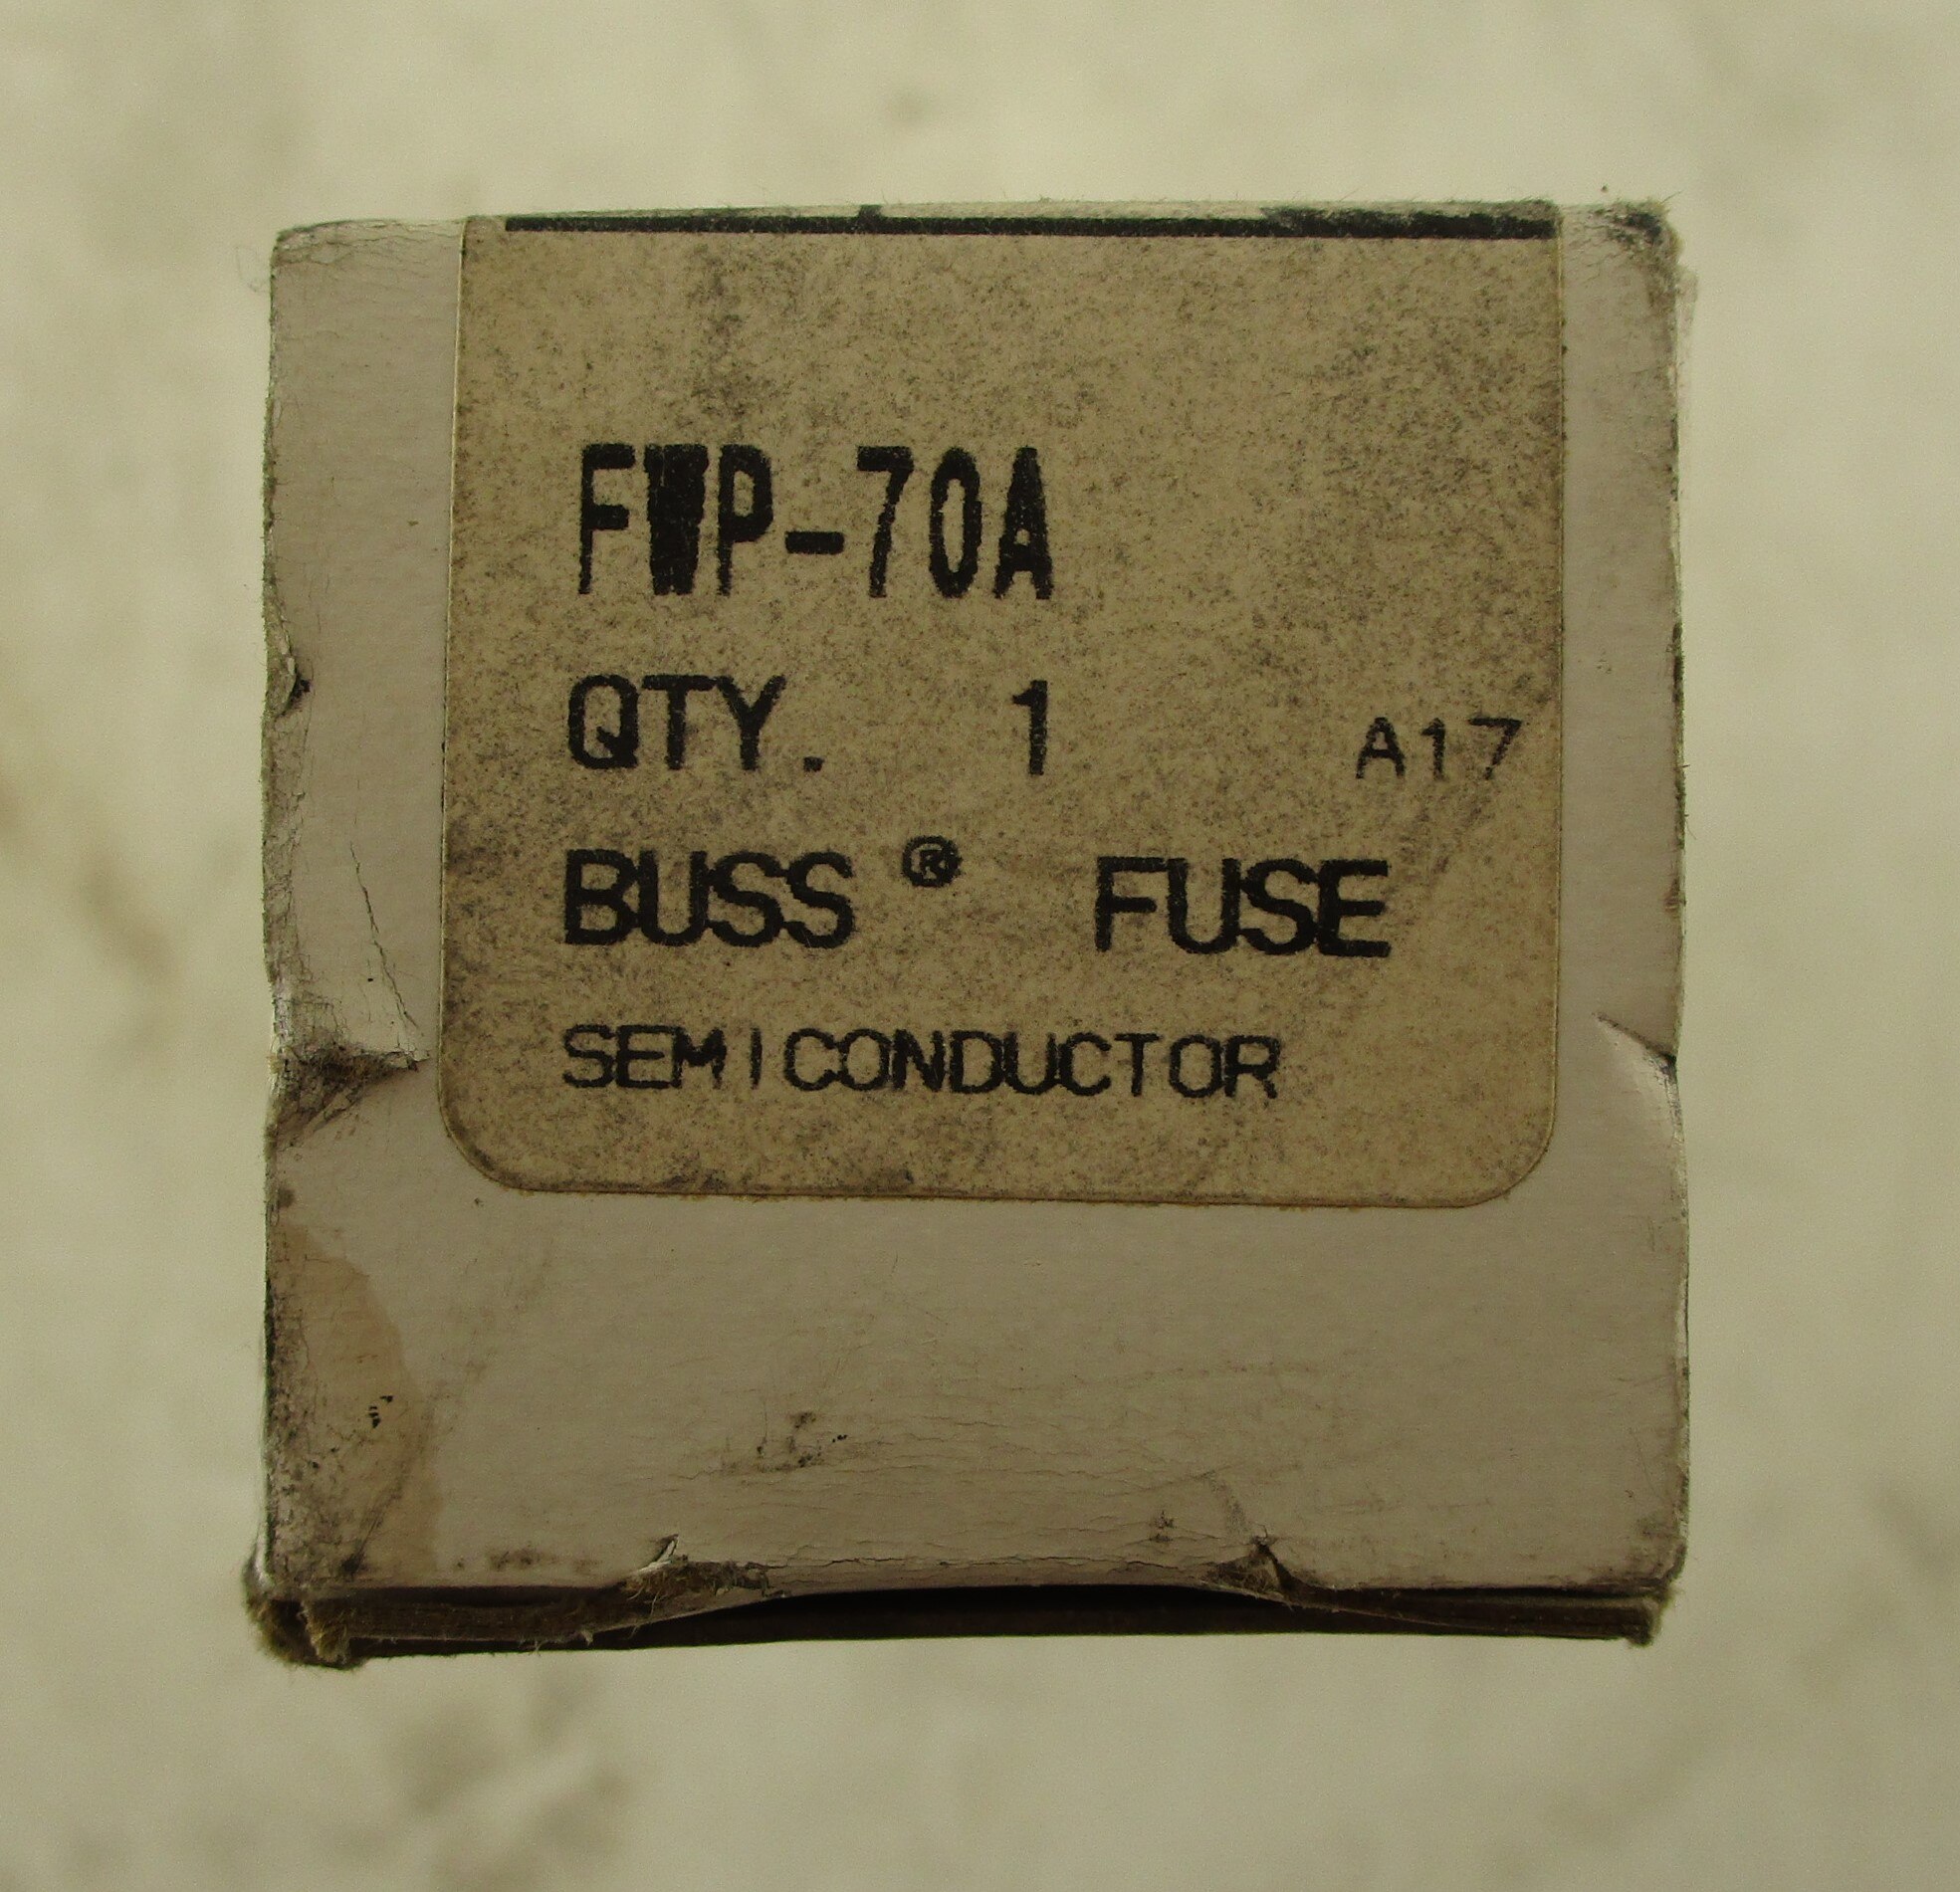 FWP-70A
QTY. 1 A17
BUSS® FUSE
SEMICONDUCTOR